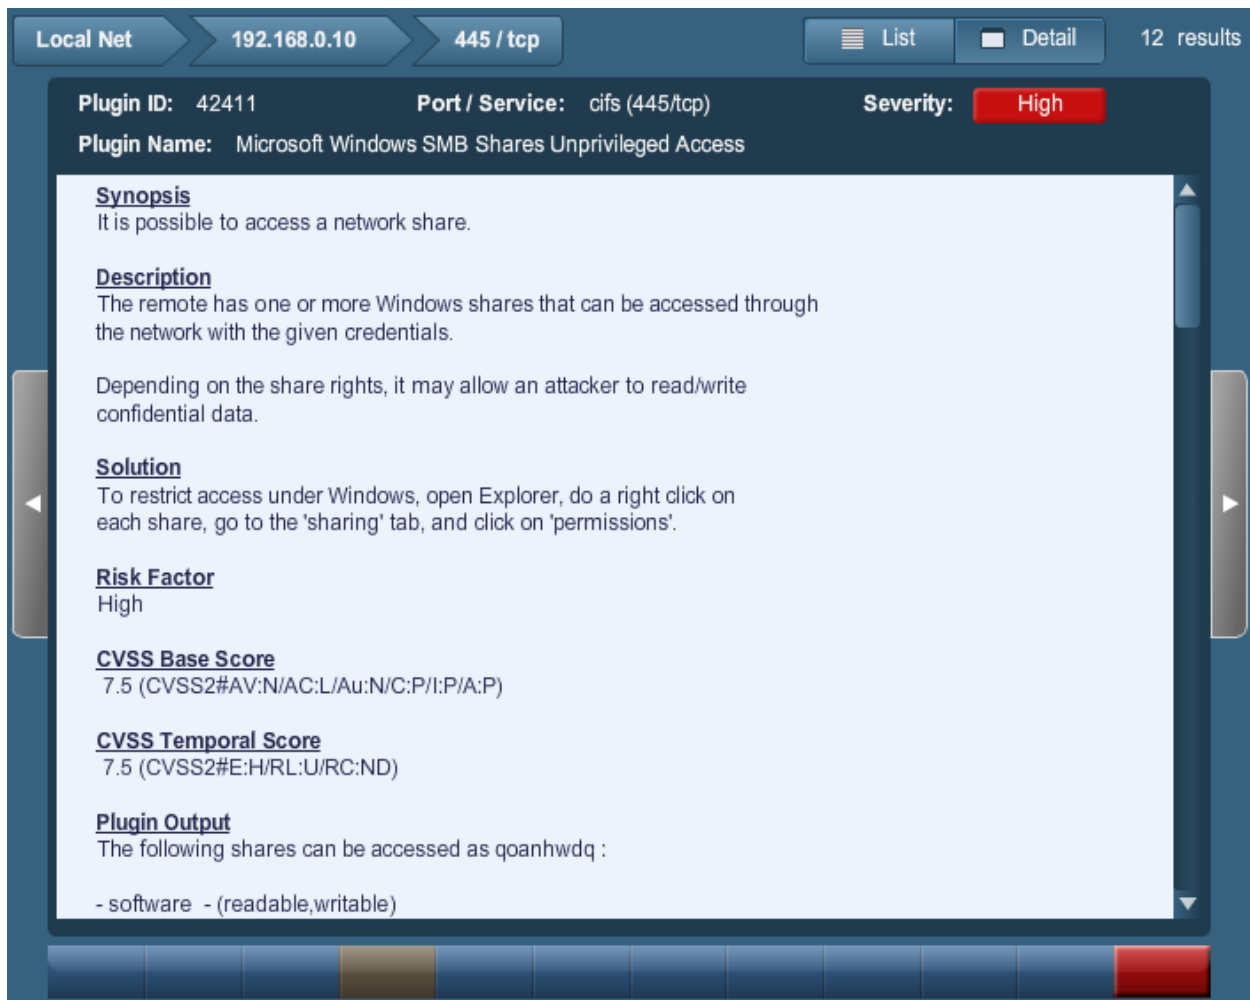 Local Net 192.168.0.10 445 / tcp List Detail 12 results
Plugin ID: 42411 Port / Service: cifs (445/tcp) Severity: High
Plugin Name: Microsoft Windows SMB Shares Unprivileged Access
Synopsis
It is possible to access a network share.
Description
The remote has one or more Windows shares that can be accessed through
the network with the given credentials.
Depending on the share rights, it may allow an attacker to read/write
confidential data.
Solution
To restrict access under Windows, open Explorer, do a right click on
each share, go to the 'sharing' tab, and click on 'permissions'.
Risk Factor
High
CVSS Base Score
7.5 (CVSS2#AV:N/AC:L/Au:N/C:P/I:P/A:P)
CVSS Temporal Score
7.5 (CVSS2#E:H/RL:U/RC:ND)
Plugin Output
The following shares can be accessed as qoanhwdq :
- software - (readable,writable)